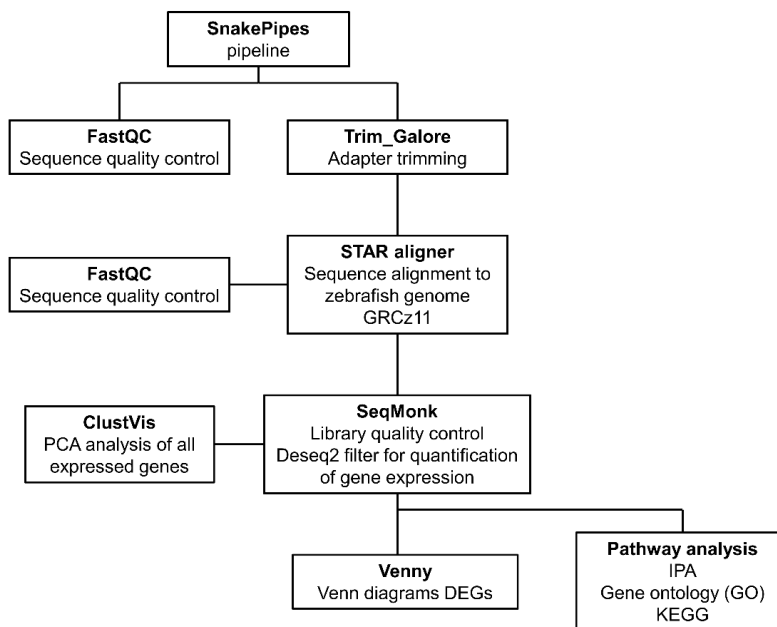 SnakePipes
pipeline
FastQC
Sequence quality control
Trim_Galore
Adapter trimming
FastQC
Sequence quality control
STAR aligner
Sequence alignment to
zebrafish genome
GRCz11
ClustVis
PCA analysis of all
expressed genes
SeqMonk
Library quality control
Deseq2 filter for quantification
of gene expression
Venny
Venn diagrams DEGs
Pathway analysis
IPA
Gene ontology (GO)
KEGG